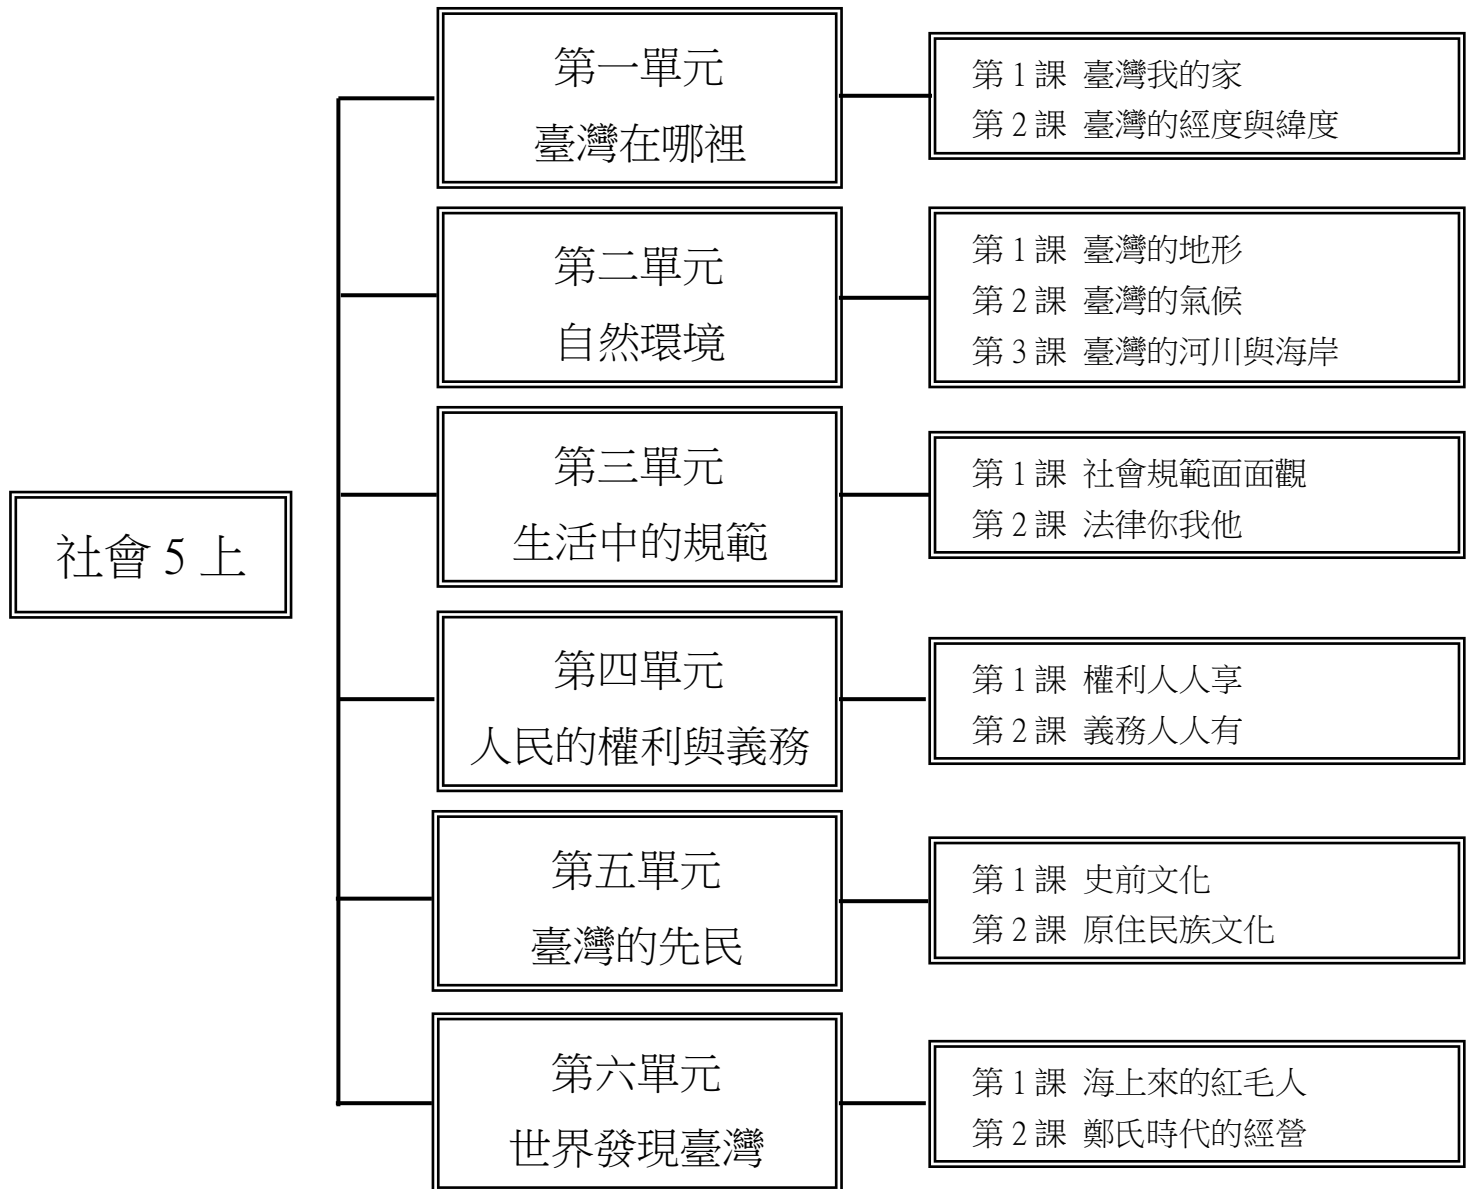 社會 5 上
第一單元
臺灣在哪裡
第 1 課 臺灣我的家
第 2 課 臺灣的經度與緯度
第二單元
自然環境
第 1 課 臺灣的地形
第 2 課 臺灣的氣候
第 3 課 臺灣的河川與海岸
第三單元
生活中的規範
第 1 課 社會規範面面觀
第 2 課 法律你我他
第四單元
人民的權利與義務
第 1 課 權利人人享
第 2 課 義務人人有
第五單元
臺灣的先民
第 1 課 史前文化
第 2 課 原住民族文化
第六單元
世界發現臺灣
第 1 課 海上來的紅毛人
第 2 課 鄭氏時代的經營